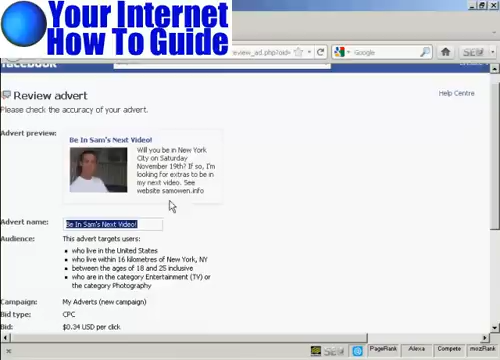 Your Internet
How To Guide
eview_ad.php?oid=
Google
facebook
Review advert
Help Centre
Please check the accuracy of your advert.
Advert preview:
Be In Sam's Next Video!
Will you be in New York
City on Saturday
November 19th? If so, I'm
looking for extras to be in
my next video. See
website samowen.info
Advert name:
Be In Sam's Next Video!
Audience:
This advert targets users:
who live in the United States
who live within 16 kilometres of New York, NY
between the ages of 18 and 25 inclusive
who are in the category Entertainment (TV) or
the category Photography
Campaign:
My Adverts (new campaign)
Bid type:
CPC
Bid:
$0.34 USD per click
PageRank
Alexa
Compete
mozRank